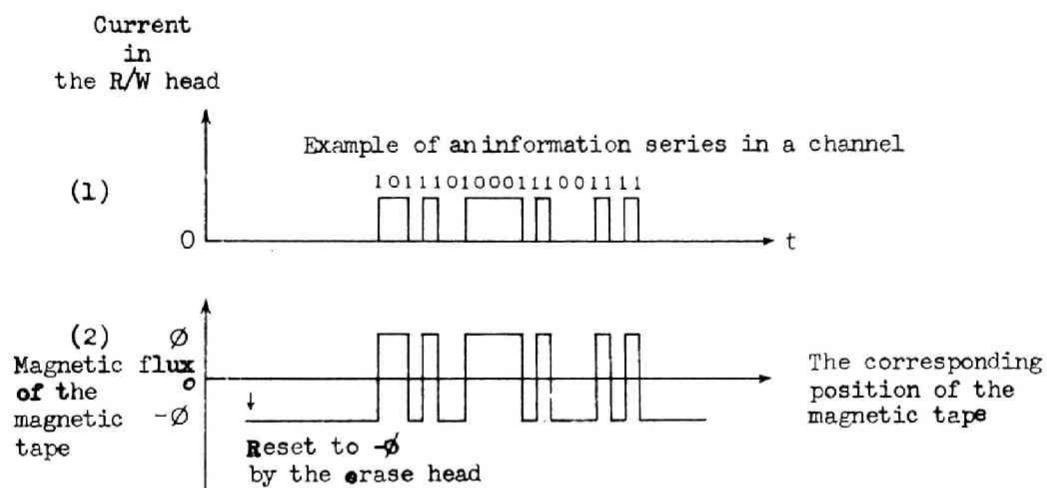 Current
in
the R/W head
Example of an information series in a channel
(1)
1011101000111001111
0
t
(2)
Ø
Magnetic flux
of the
magnetic
tape
0
-Ø
Reset to -Ø
by the erase head
The corresponding
position of the
magnetic tape